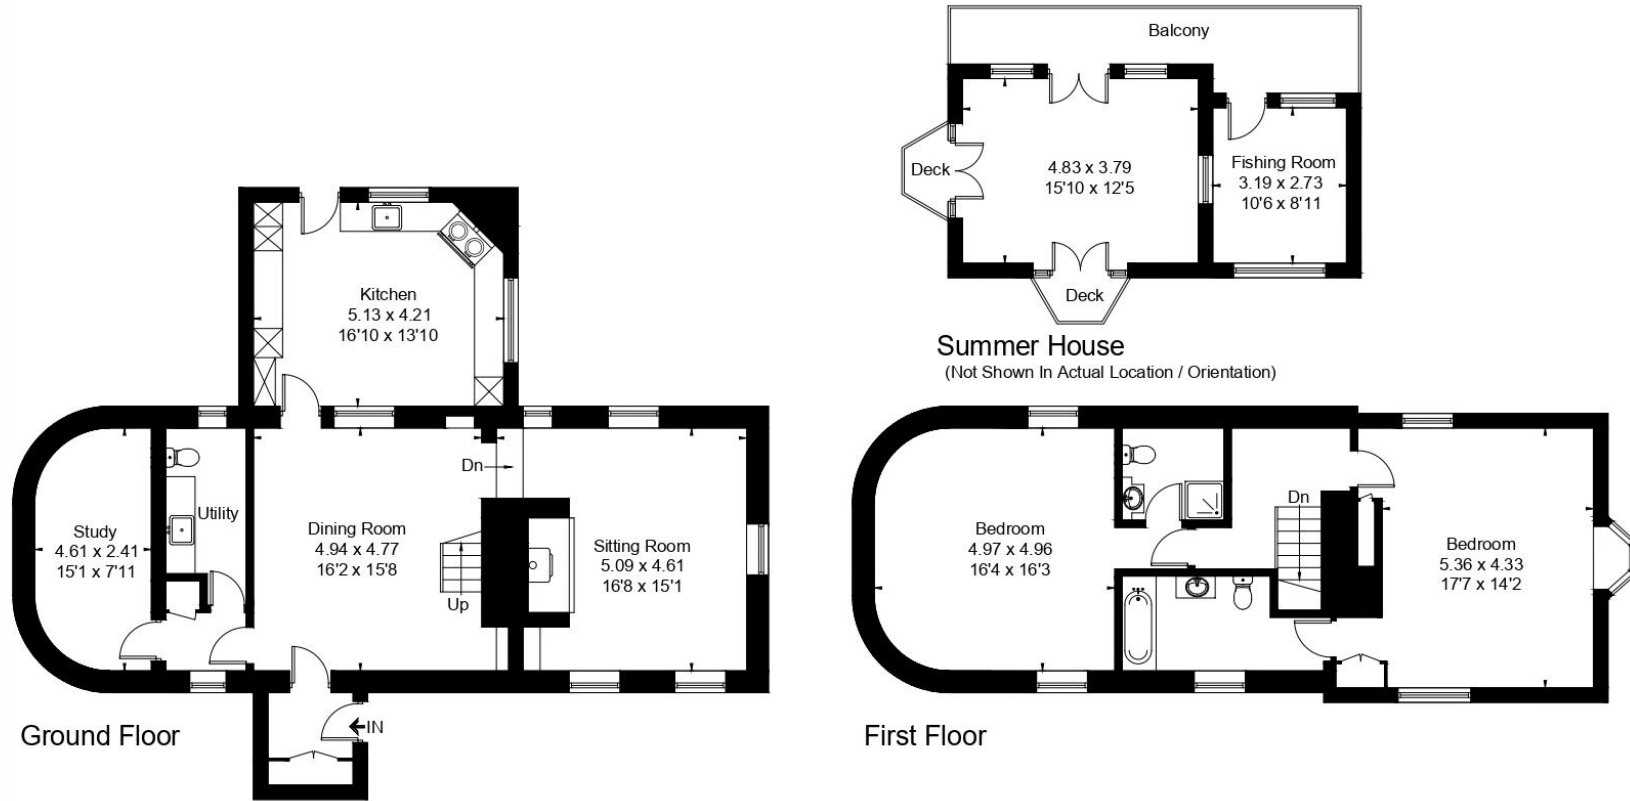 Balcony
Deck
4.83 x 3.79
15'10 x 12'5
Fishing Room
3.19 x 2.73
10'6 x 8'11
Deck
Summer House
(Not Shown In Actual Location / Orientation)
Kitchen
5.13 x 4.21
16'10 x 13'10
Dn
Utility
Study
4.61 x 2.41
15'1 x 7'11
Dining Room
4.94 x 4.77
16'2 x 15'8
Up
Sitting Room
5.09 x 4.61
16'8 x 15'1
IN
Ground Floor
Bedroom
4.97 x 4.96
16'4 x 16'3
Dn
Bedroom
5.36 x 4.33
17'7 x 14'2
First Floor